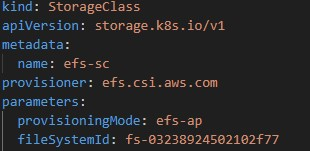 kind: StorageClass
apiVersion: storage.k8s.io/v1
metadata:
  name: efs-sc
provisioner: efs.csi.aws.com
parameters:
  provisioningMode: efs-ap
  fileSystemId: fs-03238924502102f77